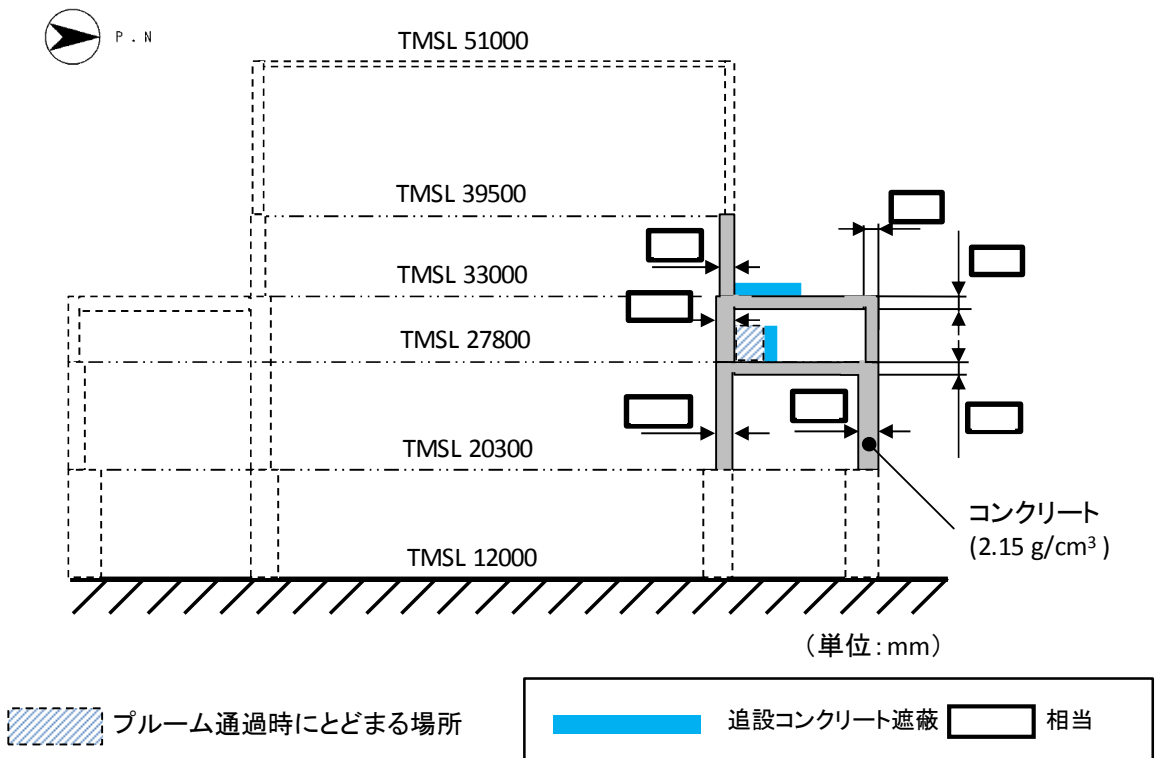 P . N
TMSL 51000
TMSL 39500
TMSL 33000
TMSL 27800
TMSL 20300
TMSL 12000
コンクリート
(2.15 g/cm³ )
（単位：mm）
プルーム通過時にとどまる場所
追設コンクリート遮蔽
相当